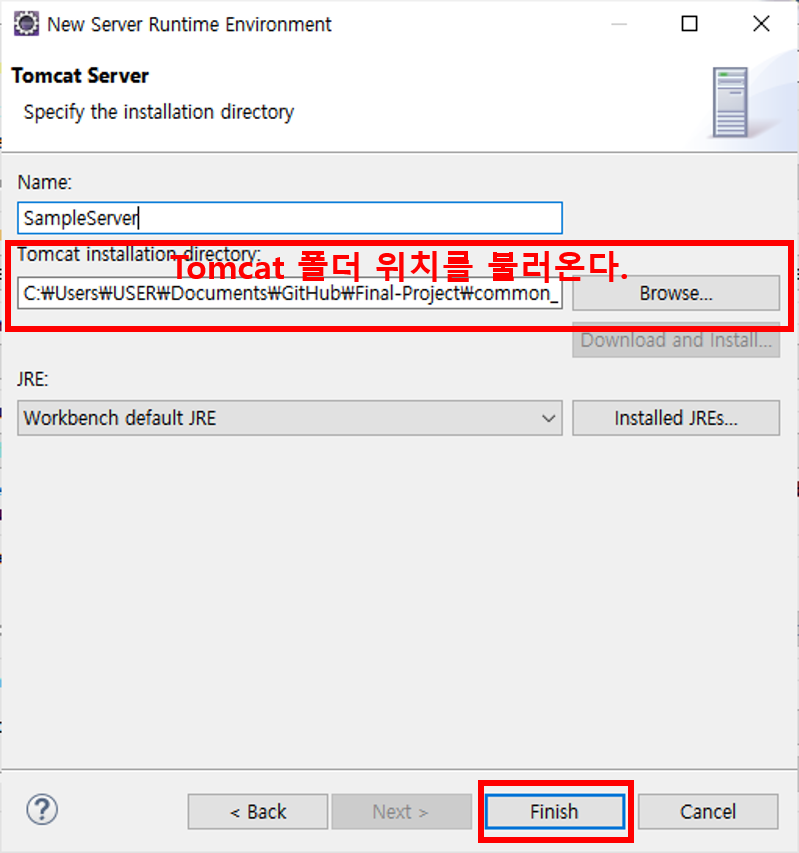 New Server Runtime Environment
Tomcat Server
Specify the installation directory
Name:
SampleServer
Tomcat installation directory:
Tomcat 폴더 위치를 불러온다.
C:₩Users₩USER₩Documents₩GitHub₩Final-Project₩common_
Browse...
Download and Install...
JRE:
Workbench default JRE
Installed JREs...
?
< Back
Next >
Finish
Cancel